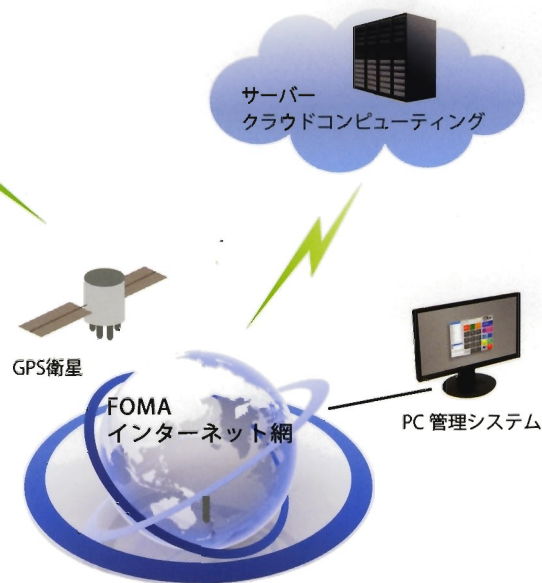 サーバー
クラウドコンピューティング
GPS衛星
FOMA
インターネット網
PC 管理システム